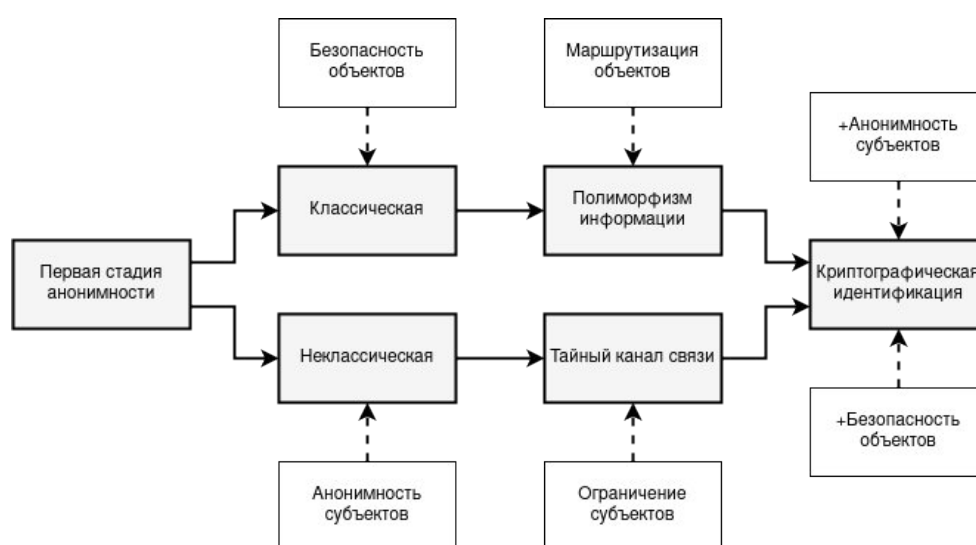 Безопасность
объектов
Маршрутизация
объектов
+Анонимность
субъектов
Классическая
Полиморфизм
информации
Первая стадия
анонимности
Криптографическая
идентификация
Неклассическая
Тайный канал связи
+Безопасность
объектов
Анонимность
субъектов
Ограничение
субъектов